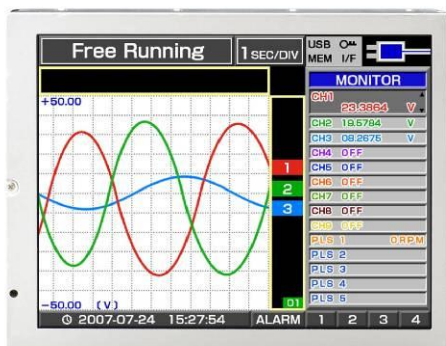 Free Running
1 SEC/DIV
USB
MEM I/F
MONITOR
+50.00
CH1
23.3864 V
CH2 19.5784 V
CH3 08.2675 V
CH4 OFF
CH5 OFF
CH6 OFF
CH7 OFF
CH8 OFF
CH9 OFF
PLS 1 0RPM
PLS 2
PLS 3
PLS 4
PLS 5
1
2
3
-50.00 (V)
01
2007-07-24 15:27:54
ALARM 1 2 3 4